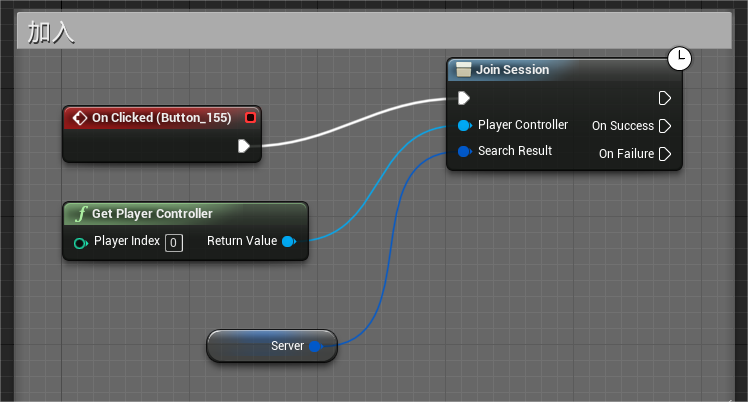 加入
Join Session
On Clicked (Button_155)
Player Controller
On Success
Search Result
On Failure
Get Player Controller
Player Index 0
Return Value
Server